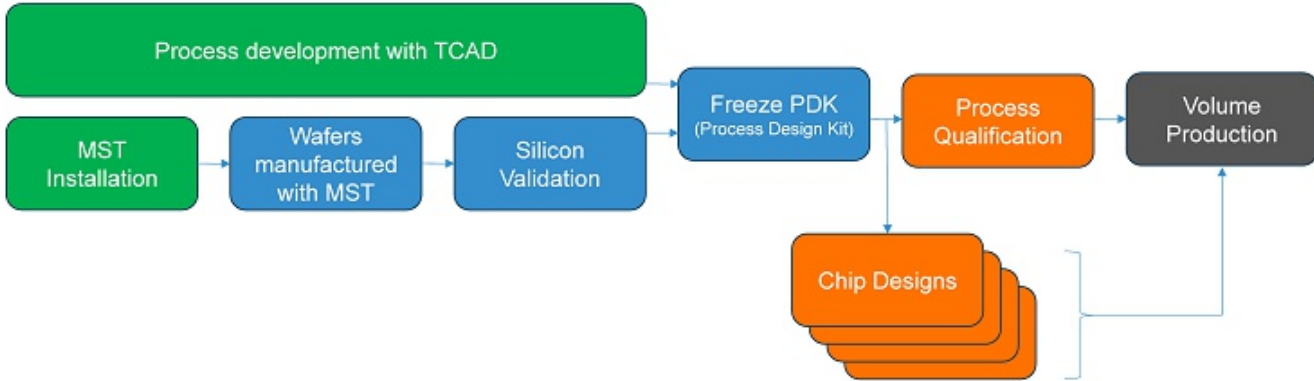 Process development with TCAD
MST
Installation
Wafers
manufactured
with MST
Silicon
Validation
Freeze PDK
(Process Design Kit)
Process
Qualification
Volume
Production
Chip Designs